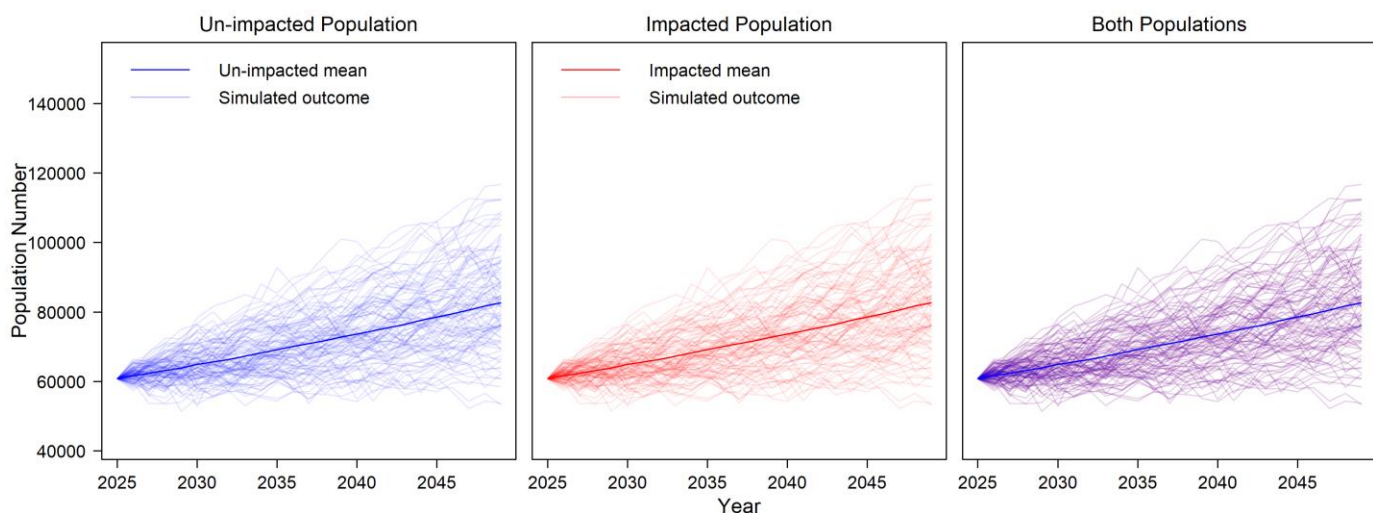 Un-impacted Population
Impacted Population
Both Populations
Un-impacted mean
Simulated outcome
Impacted mean
Simulated outcome
Population Number
140000
120000
100000
80000
60000
40000
2025 2030 2035 2040 2045
2025 2030 2035 2040 2045
2025 2030 2035 2040 2045
Year